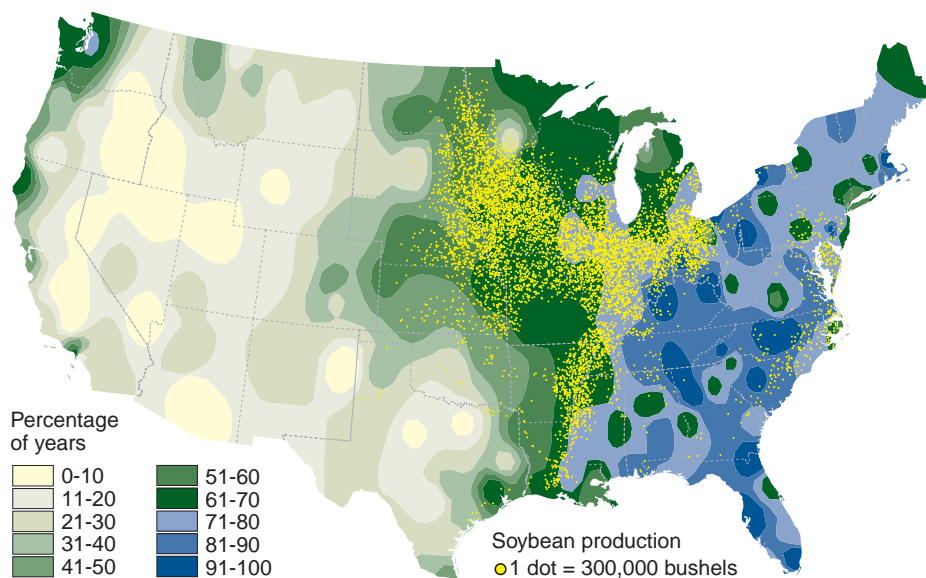 Percentage
of years
0-10
11-20
21-30
31-40
41-50
51-60
61-70
71-80
81-90
91-100
Soybean production
1 dot = 300,000 bushels